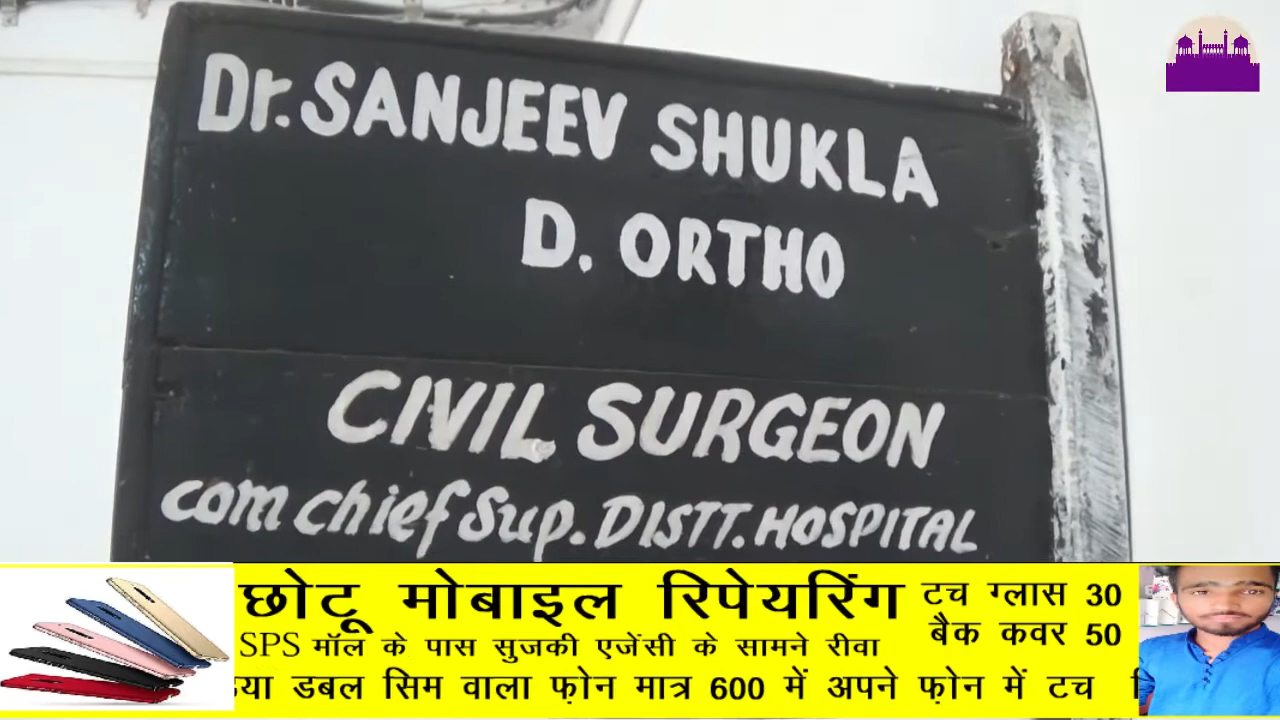 Dr. SANJEEV SHUKLA
D. ORTHO
CIVIL SURGEON
com chief Sup. DISTT. HOSPITAL
छोटू मोबाइल रिपेयरिंग
टच ग्लास 30
बैक कवर 50
SPS मॉल के पास सुजकी एजेंसी के सामने रीवा
डबल सिम वाला फ़ोन मात्र 600 में अपने फ़ोन में टच